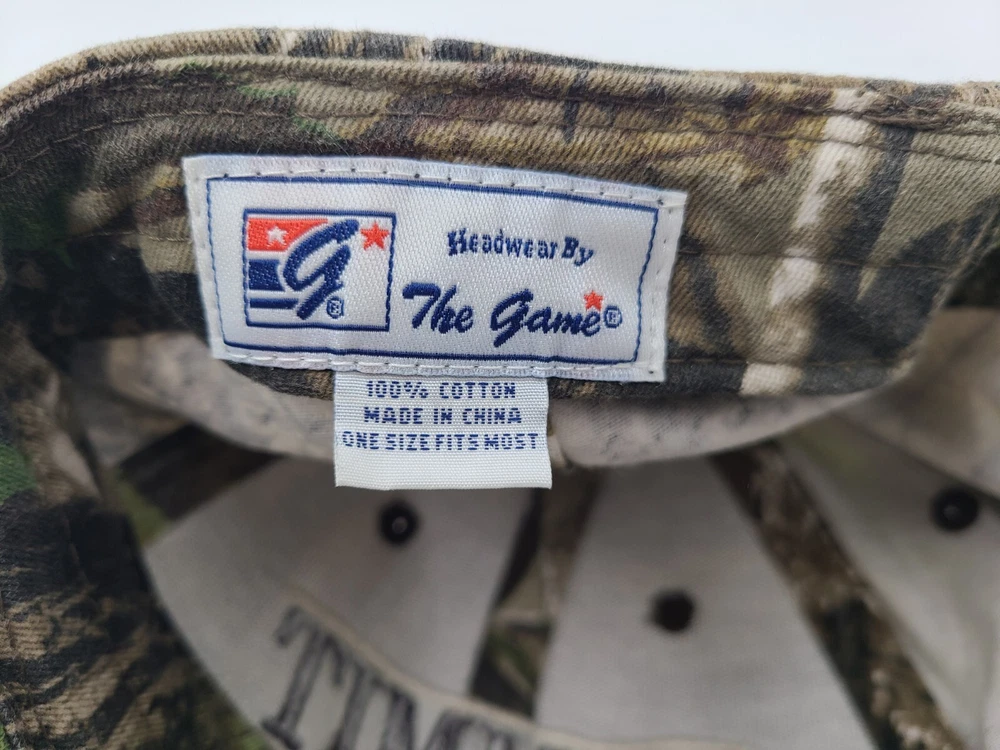 g®
Headwear By
The Game®
100% COTTON
MADE IN CHINA
ONE SIZE FITS MOST